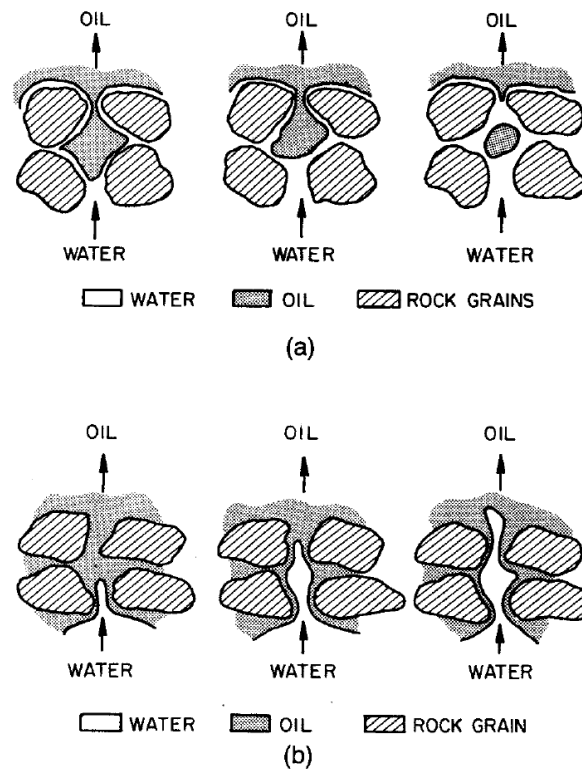 OIL OIL OIL
WATER WATER WATER
WATER OIL ROCK GRAINS
(a)
OIL OIL OIL
WATER WATER WATER
WATER OIL ROCK GRAIN
(b)